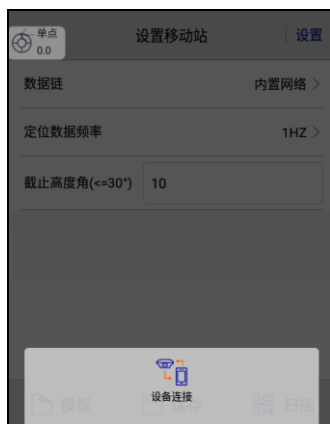 单点
0.0
设置移动站
设置
数据链 内置网络
定位数据频率 1HZ
截止高度角(<=30°) 10
设备连接
模板 保存 扫描